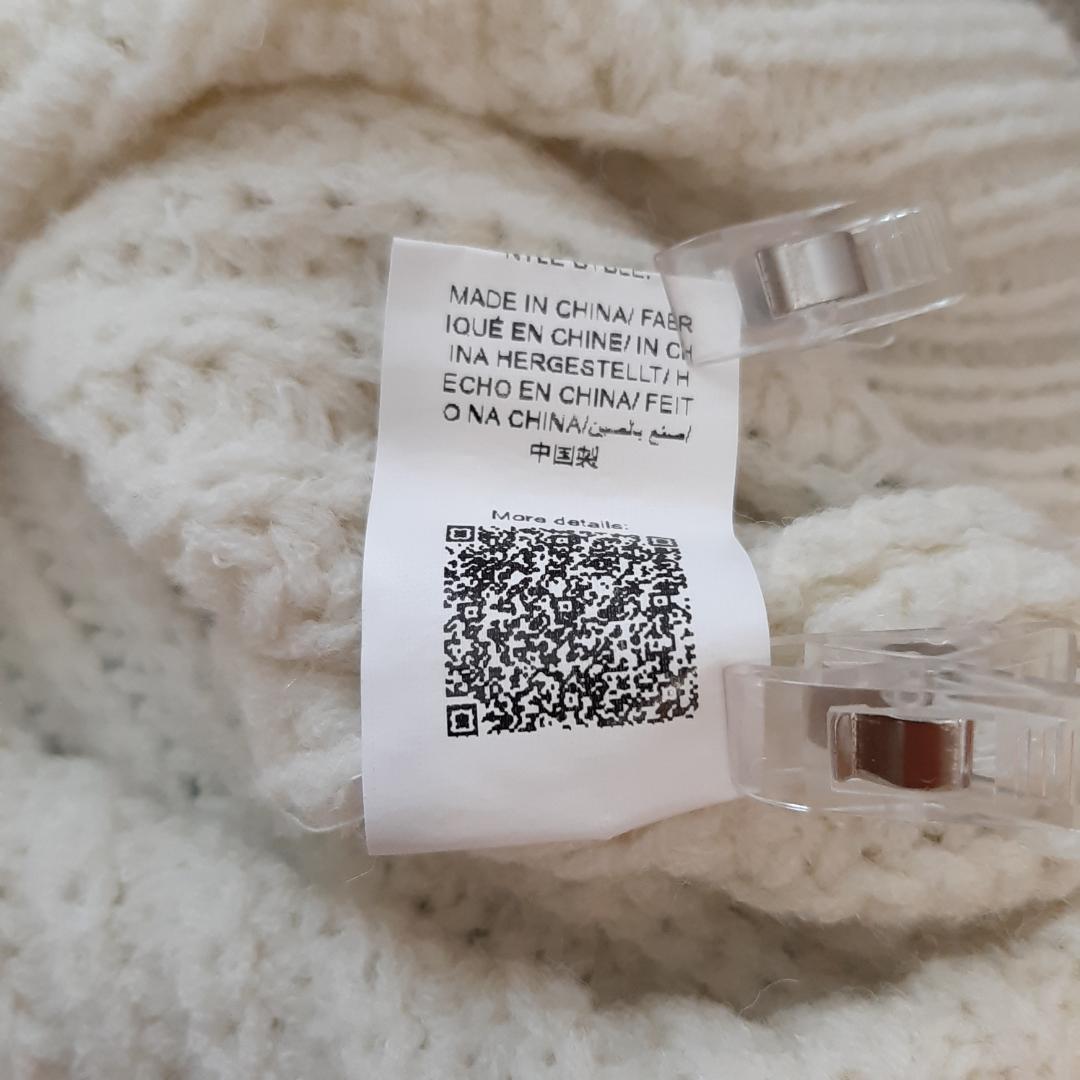 MADE IN CHINA/ FABR
IQUÉ EN CHINE/ IN CH
INA HERGESTELLT/ H
ECHO EN CHINA/ FEIT
O NA CHINA/صنع بالصين/
中国製
More details: